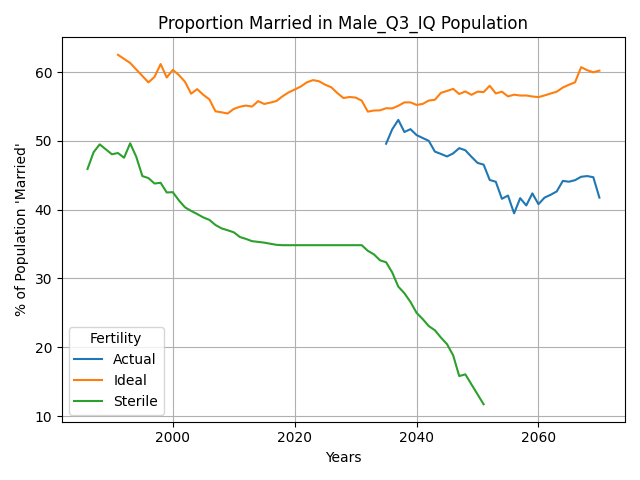 Proportion Married in Male_Q3_IQ Population
% of Population 'Married'
60
50
40
30
20
10
Fertility
Actual
Ideal
Sterile
2000 2020 2040 2060
Years